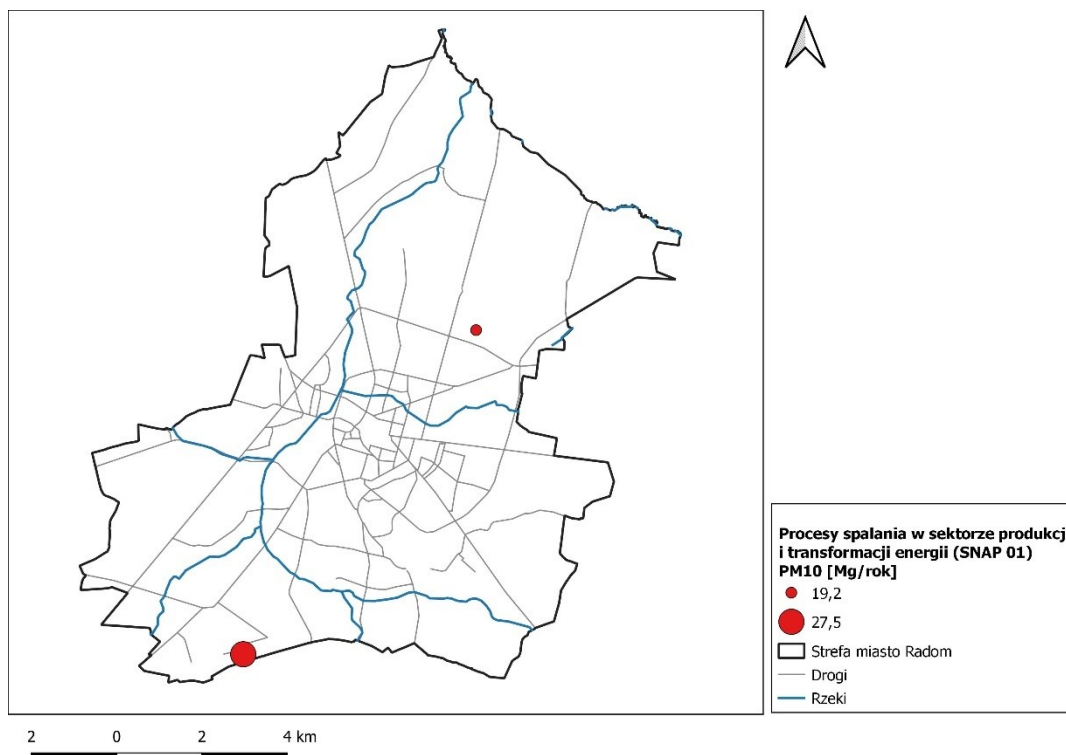 Procesy spalania w sektorze produkcj
i transformacji energii (SNAP 01)
PM10 [Mg/rok]
19,2
27,5
Strefa miasto Radom
Drogi
Rzeki
2 0 2 4 km